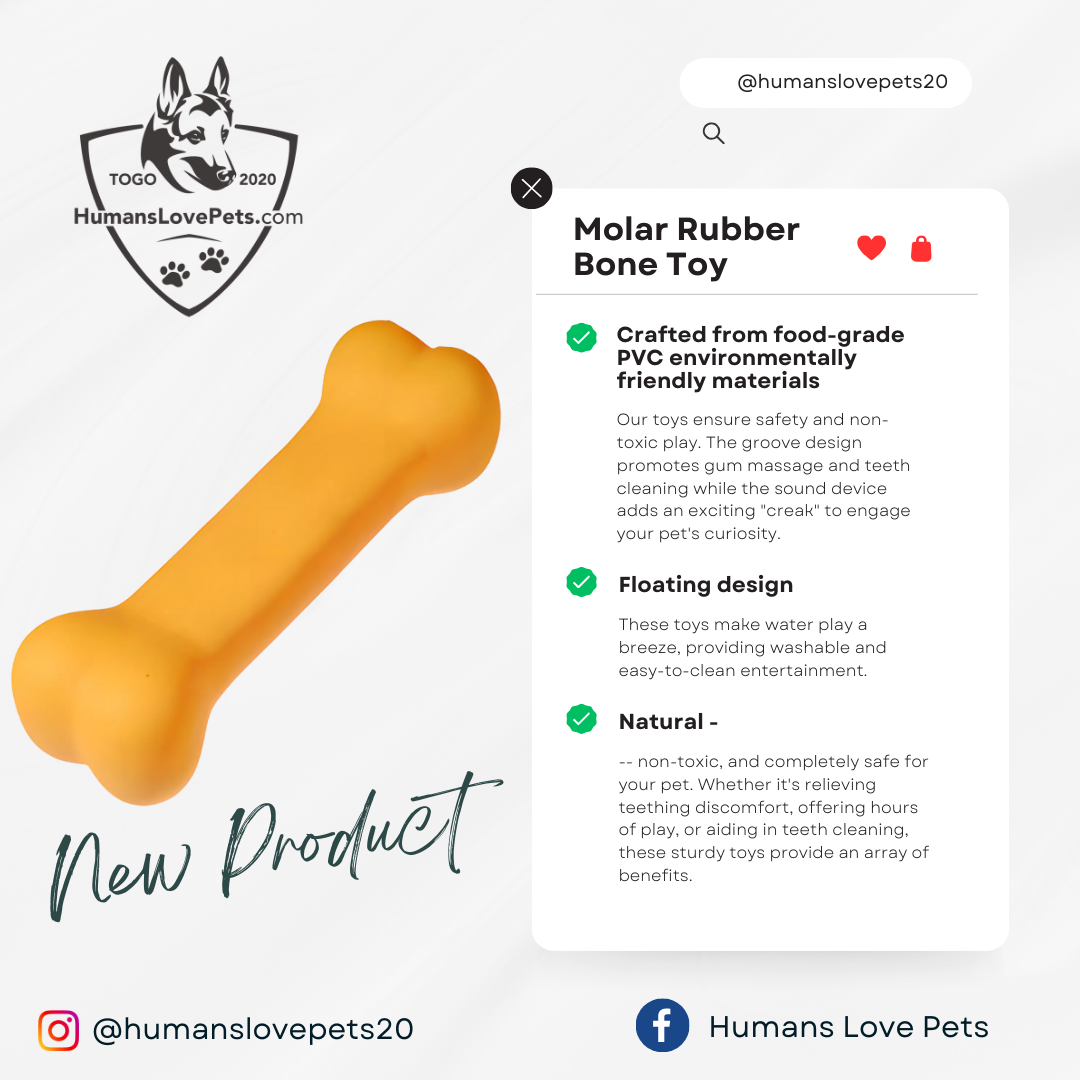 TOGO 2020
HumansLovePets.com
@humanslovepets20
Molar Rubber
Bone Toy
Crafted from food-grade
PVC environmentally
friendly materials
Our toys ensure safety and non-
toxic play. The groove design
promotes gum massage and teeth
cleaning while the sound device
adds an exciting "creak" to engage
your pet's curiosity.
Floating design
These toys make water play a
breeze, providing washable and
easy-to-clean entertainment.
Natural -
-- non-toxic, and completely safe for
your pet. Whether it's relieving
teething discomfort, offering hours
of play, or aiding in teeth cleaning,
these sturdy toys provide an array of
benefits.
New Product
@humanslovepets20
Humans Love Pets